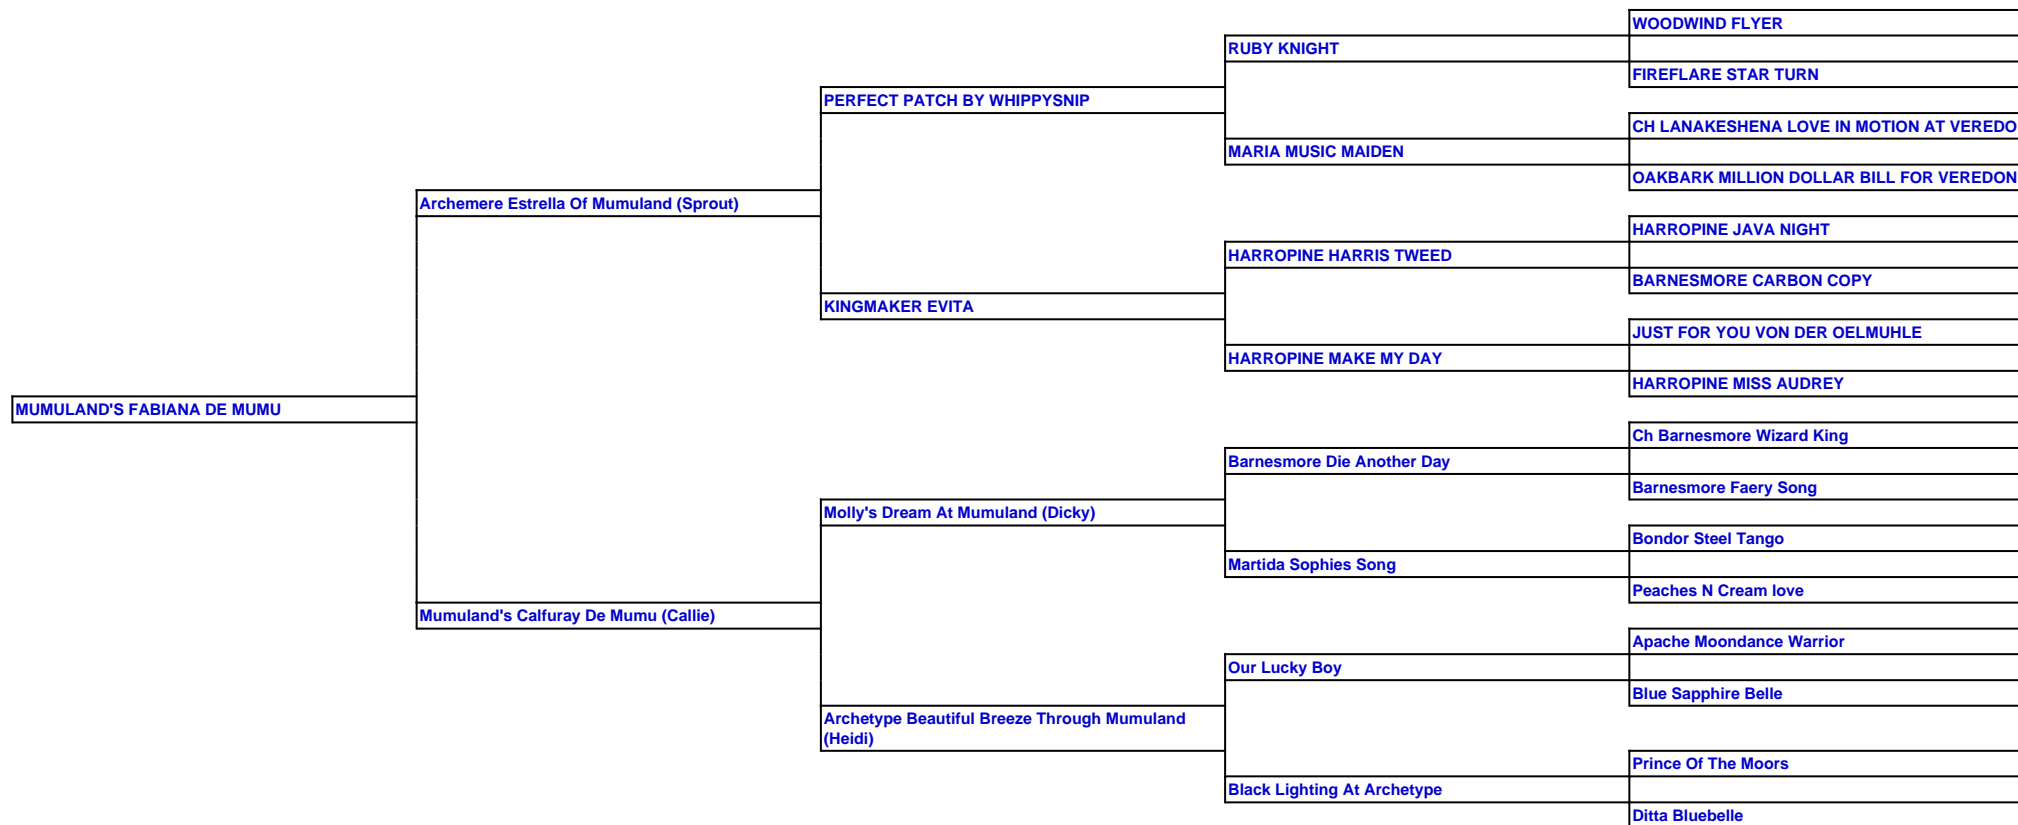 WOODWIND FLYER
RUBY KNIGHT
FIREFLARE STAR TURN
PERFECT PATCH BY WHIPPYSNIP
CH LANAKESHENA LOVE IN MOTION AT VEREDO
MARIA MUSIC MAIDEN
OAKBARK MILLION DOLLAR BILL FOR VEREDON
Archemere Estrella Of Mumuland (Sprout)
HARROPINE JAVA NIGHT
HARROPINE HARRIS TWEED
BARNESMORE CARBON COPY
KINGMAKER EVITA
JUST FOR YOU VON DER OELMUHLE
HARROPINE MAKE MY DAY
HARROPINE MISS AUDREY
MUMULAND'S FABIANA DE MUMU
Ch Barnesmore Wizard King
Barnesmore Die Another Day
Barnesmore Faery Song
Molly's Dream At Mumuland (Dicky)
Bondor Steel Tango
Martida Sophies Song
Peaches N Cream love
Mumuland's Calfuray De Mumu (Callie)
Apache Moondance Warrior
Our Lucky Boy
Blue Sapphire Belle
Archetype Beautiful Breeze Through Mumuland
(Heidi)
Prince Of The Moors
Black Lighting At Archetype
Ditta Bluebelle